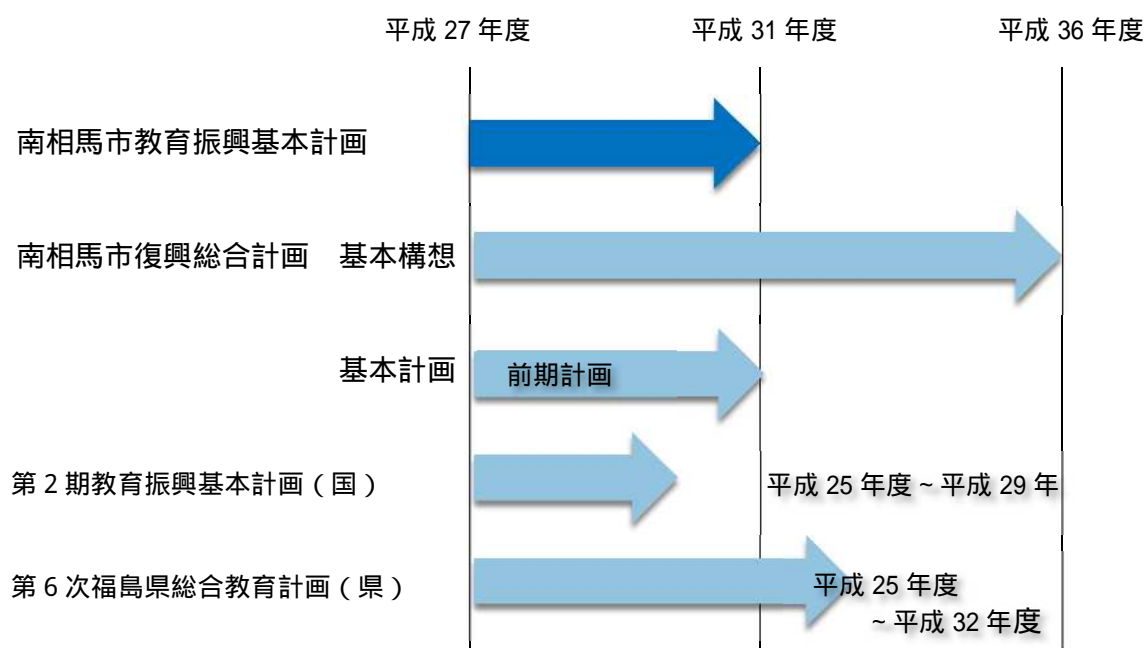 平成 27 年度　平成 31 年度　平成 36 年度
南相馬市教育振興基本計画
南相馬市復興総合計画　基本構想
基本計画　前期計画
第 2 期教育振興基本計画（国）　平成 25 年度 ~ 平成 29 年
第 6 次福島県総合教育計画（県）　平成 25 年度
~ 平成 32 年度